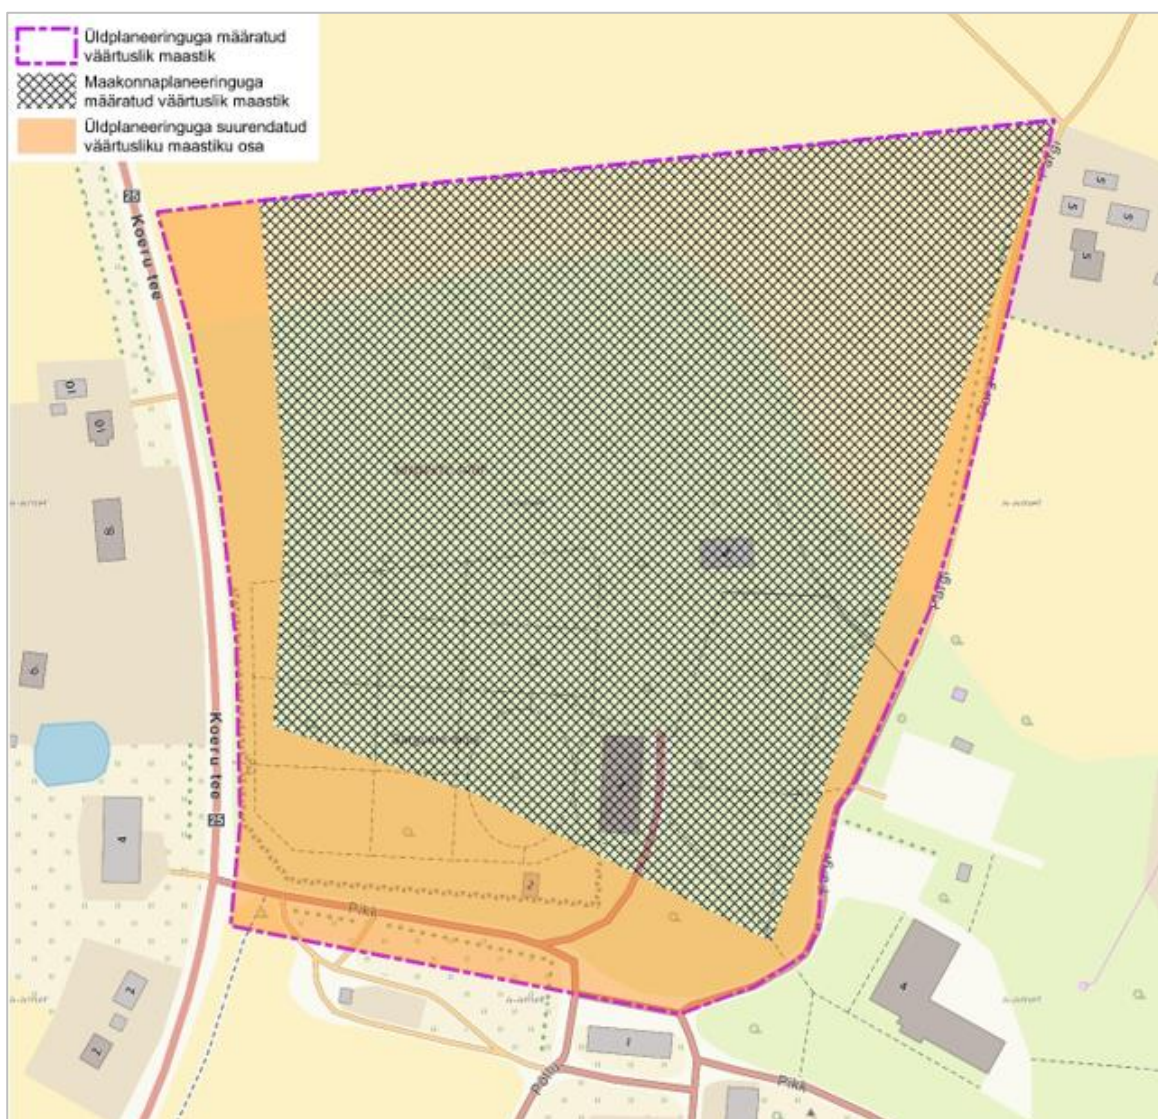 Üldplaneeringuga määratud
väärtuslik maastik
Maakonnaplaneeringuga
määratud väärtuslik maastik
Üldplaneeringuga suurendatud
väärtusliku maastiku osa
Pargi
25
5
5
5
5
Koeru tee
10
10
Pargi
8
Pargi
6
Koeru tee
25
4
Pargi
2
Pikk
4
2
2
1
Põllu
Pikk